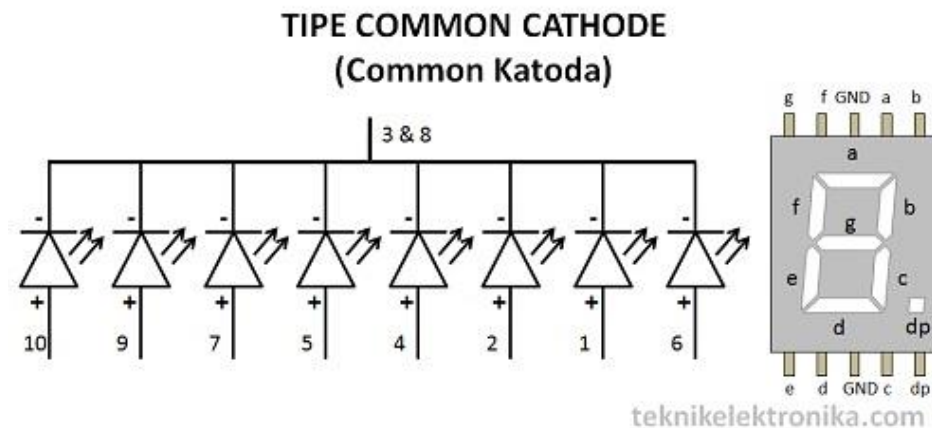 TIPE COMMON CATHODE
(Common Katoda)
3 & 8
- - - - - - - -
+ + + + + + + +
10 9 7 5 4 2 1 6
g f GND a b
a
f b
g
e c
d dp
e d GND c dp
teknikelektronika.com